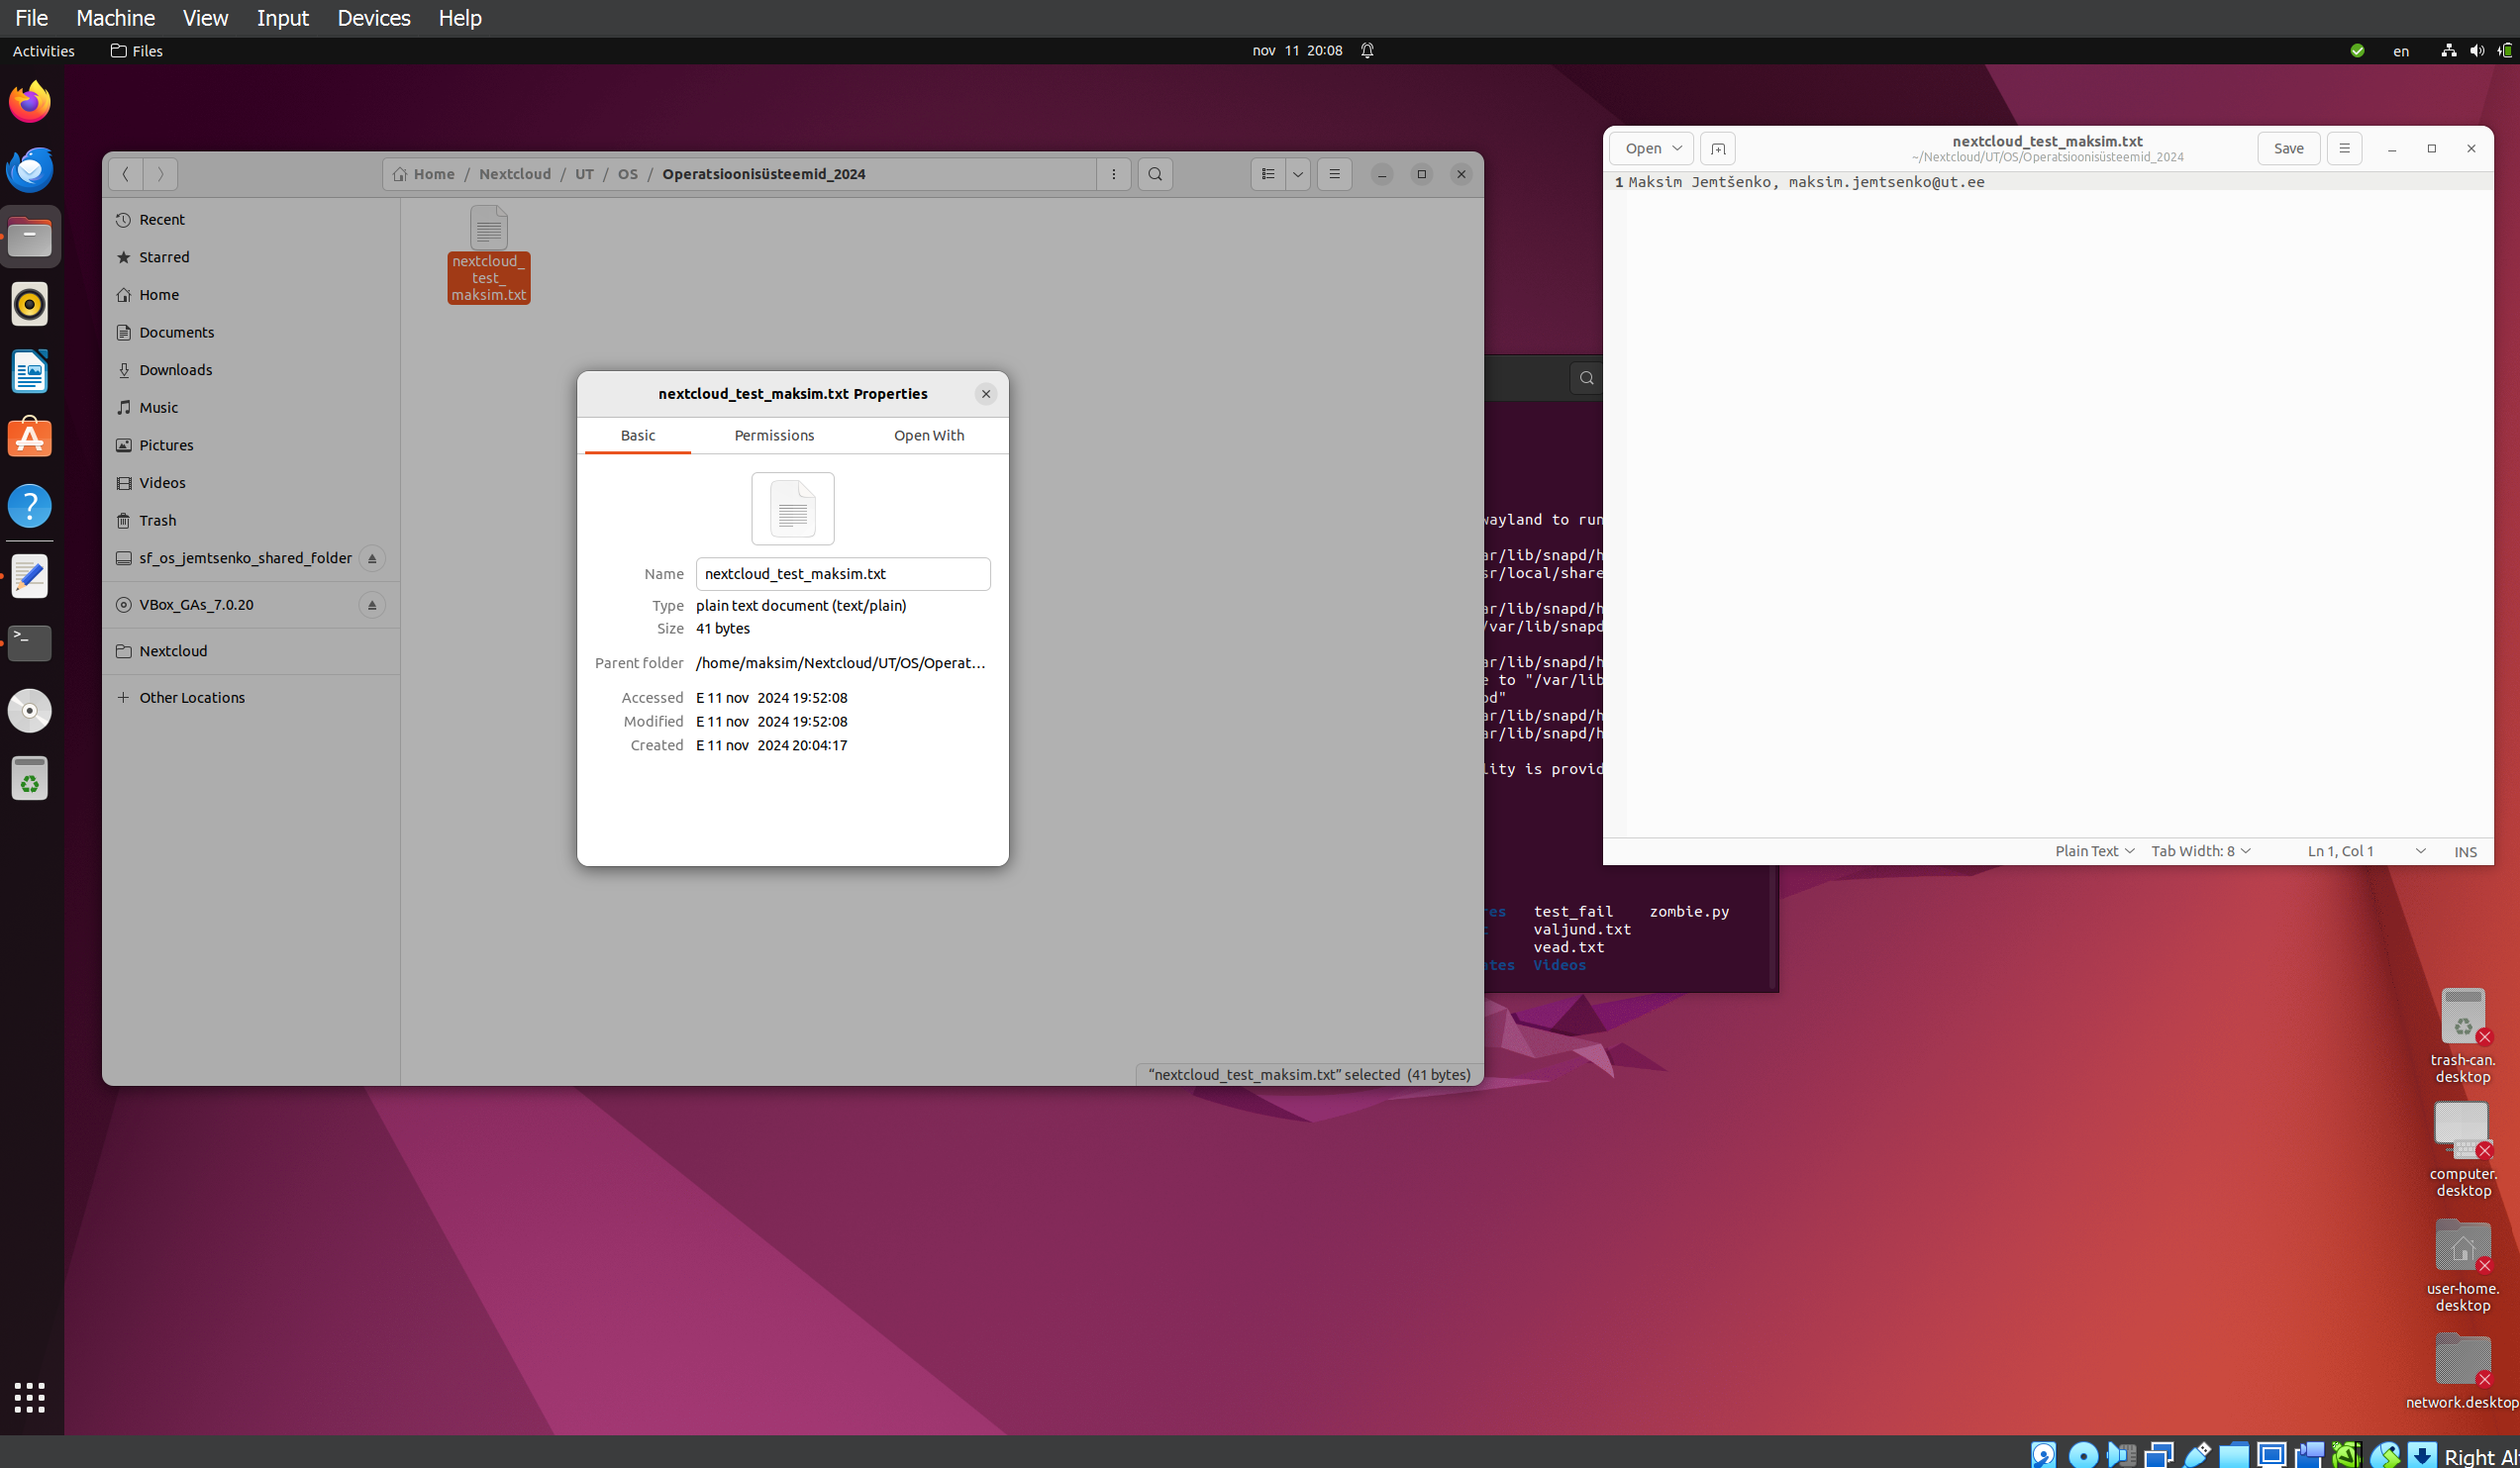 File Machine View Input Devices Help
Activities Files nov 11 20:08 en
Home / Nextcloud / UT / OS / Operatsioonisüsteemid_2024
Recent
Starred
Home
Documents
Downloads
Music
Pictures
Videos
Trash
sf_os_jemtsenko_shared_folder
VBox_GAs_7.0.20
Nextcloud
Other Locations
nextcloud_
test_
maksim.txt
nextcloud_test_maksim.txt Properties
Basic Permissions Open With
Name nextcloud_test_maksim.txt
Type plain text document (text/plain)
Size 41 bytes
Parent folder /home/maksim/Nextcloud/UT/OS/Operat…
Accessed E 11 nov 2024 19:52:08
Modified E 11 nov 2024 19:52:08
Created E 11 nov 2024 20:04:17
"nextcloud_test_maksim.txt" selected (41 bytes)
Open nextcloud_test_maksim.txt Save
~/Nextcloud/UT/OS/Operatsioonisüsteemid_2024
1 Maksim Jemtšenko, maksim.jemtsenko@ut.ee
Plain Text Tab Width: 8 Ln 1, Col 1 INS
wayland to run
ar/lib/snapd/h
sr/local/share
ar/lib/snapd/h
/var/lib/snapd
ar/lib/snapd/h
e to "/var/lib
od"
ar/lib/snapd/h
ar/lib/snapd/h
lity is provid
res test_fail zombie.py
t valjund.txt
vead.txt
ates Videos
trash-can.
desktop
computer.
desktop
user-home.
desktop
network.desktop
Right Al